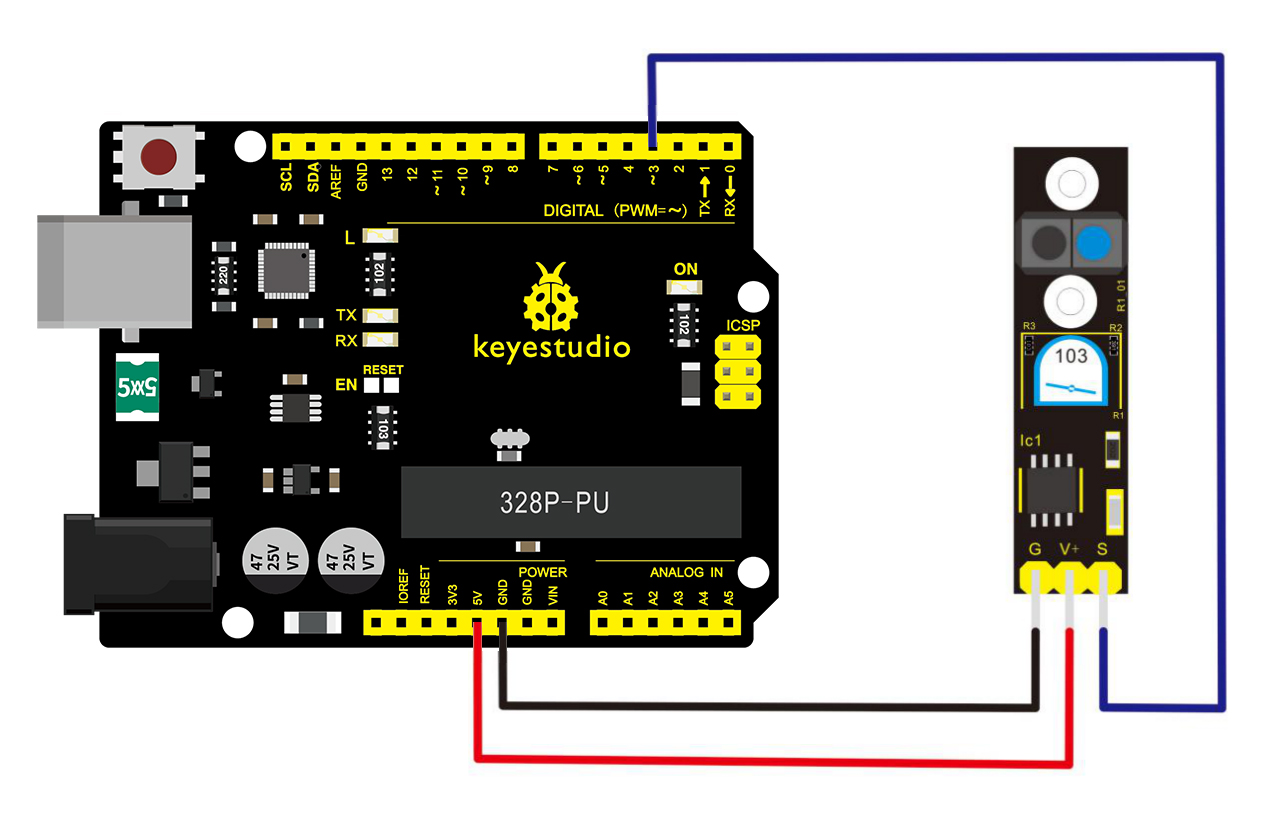 SCL
SDA
AREF
GND
13
12
~11
~10
~9
8
7
~6
~5
4
~3
2
TX→1
RX←0
DIGITAL (PWM=~)
L
220
102
TX
RX
ON
102
ICSP
keyestudio
RESET
EN
5x5
103
328P-PU
47
25V
VT
47
25V
VT
POWER
ANALOG IN
IOREF
RESET
3V3
5V
GND
GND
VIN
A0
A1
A2
A3
A4
A5
R1_01
R3
R2
103
R1
Ic1
G V+ S